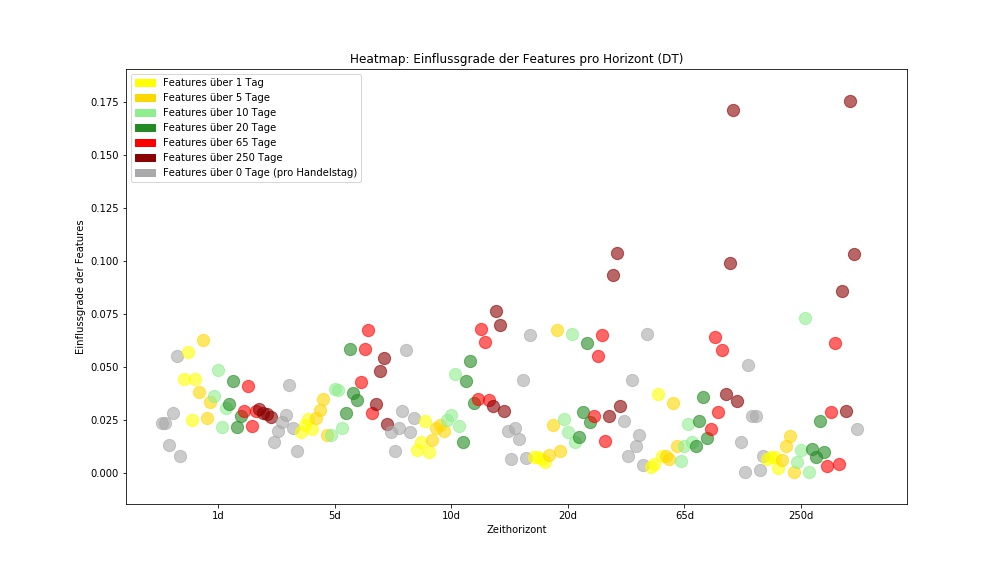 Heatmap: Einflussgrade der Features pro Horizont (DT)
Features über 1 Tag
Features über 5 Tage
Features über 10 Tage
Features über 20 Tage
Features über 65 Tage
Features über 250 Tage
Features über 0 Tage (pro Handelstag)
Einflussgrade der Features
0.175
0.150
0.125
0.100
0.075
0.050
0.025
0.000
1d 5d 10d 20d 65d 250d
Zeithorizont